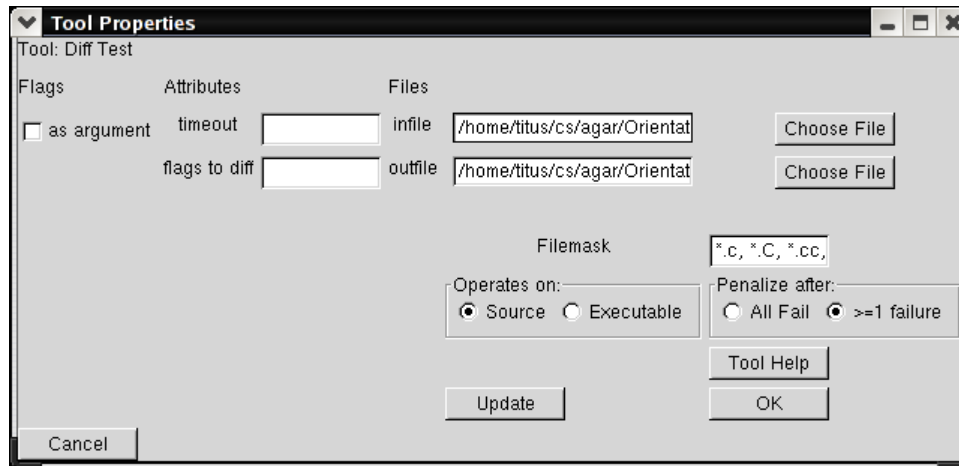 Tool Properties
Tool: Diff Test
Flags Attributes Files
as argument timeout infile /home/titus/cs/agar/Orientat Choose File
flags to diff outfile /home/titus/cs/agar/Orientat Choose File
Filemask *.c, *.C, *.cc,
Operates on: Penalize after:
Source Executable All Fail >=1 failure
Tool Help
Update OK
Cancel